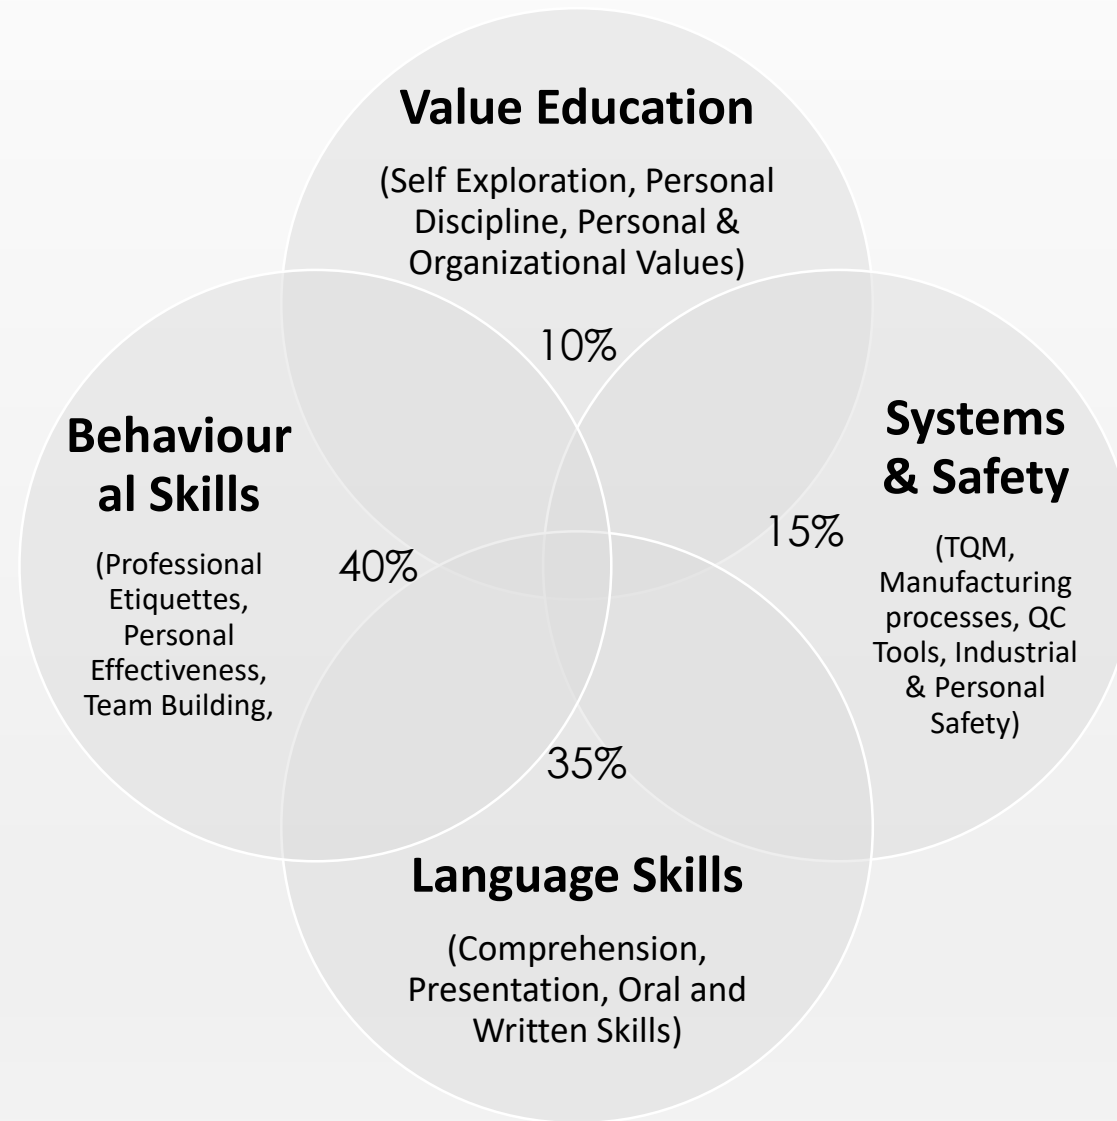 Value Education
(Self Exploration, Personal
Discipline, Personal &
Organizational Values)
10%
Behaviour
al Skills
(Professional
Etiquettes,
Personal
Effectiveness,
Team Building,
40%
Systems
& Safety
(TQM,
Manufacturing
processes, QC
Tools, Industrial
& Personal
Safety)
15%
35%
Language Skills
(Comprehension,
Presentation, Oral and
Written Skills)